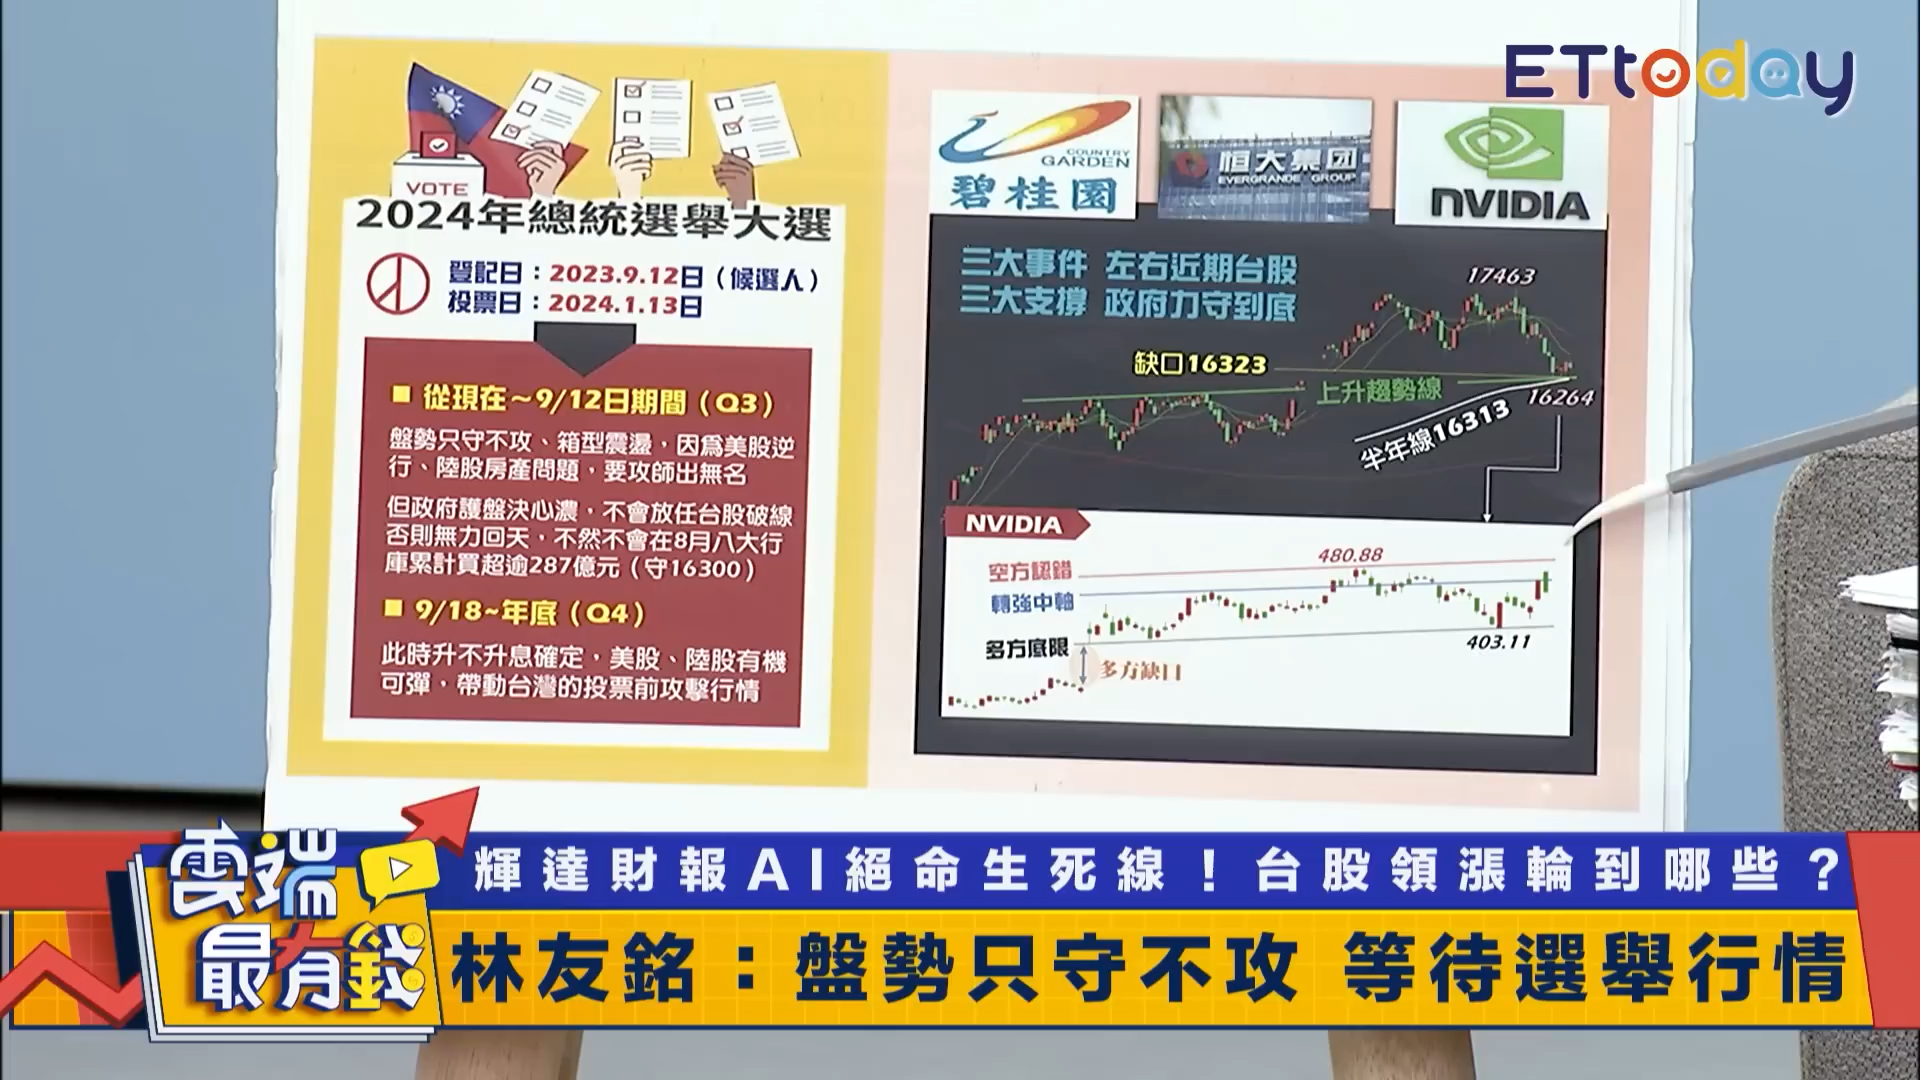 ETtoday
VOTE
2024年總統選舉大選
登記日：2023.9.12日（候選人）
投票日：2024.1.13日
■ 從現在~9/12日期間（Q3）
盤勢只守不攻、箱型震盪，因為美股逆
行、陸股房產問題，要攻師出無名
但政府護盤決心濃，不會放任台股破線
否則無力回天，不然不會在8月八大行
庫累計買超逾287億元（守16300）
■ 9/18~年底（Q4）
此時升不升息確定，美股、陸股有機
可彈，帶動台灣的投票前攻擊行情
COUNTRY
GARDEN
碧桂園
恒大集团
EVERGRANDE GROUP
NVIDIA
三大事件 左右近期台股
三大支撐 政府力守到底
17463
缺口16323
上升趨勢線
16264
半年線16313
NVIDIA
空方認錯
480.88
轉強中軸
多方底限
403.11
多方缺口
雲端
最有錢
輝達財報AI絕命生死線！台股領漲輪到哪些？
林友銘：盤勢只守不攻 等待選舉行情